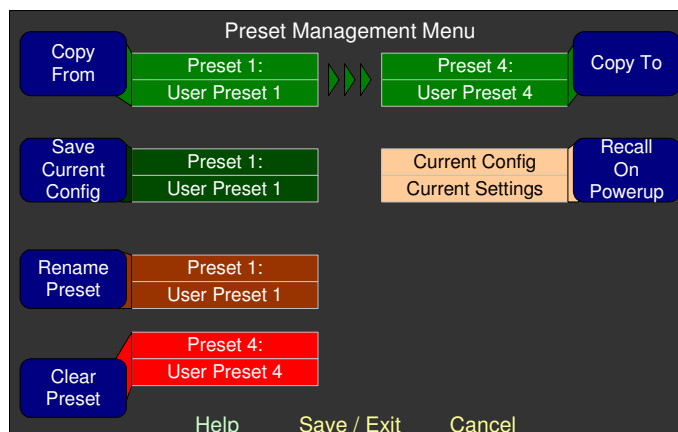 Preset Management Menu
Copy
From
Preset 1:
User Preset 1
Preset 4:
User Preset 4
Copy To
Save
Current
Config
Preset 1:
User Preset 1
Current Config
Current Settings
Recall
On
Powerup
Rename
Preset
Preset 1:
User Preset 1
Clear
Preset
Preset 4:
User Preset 4
Help
Save / Exit
Cancel